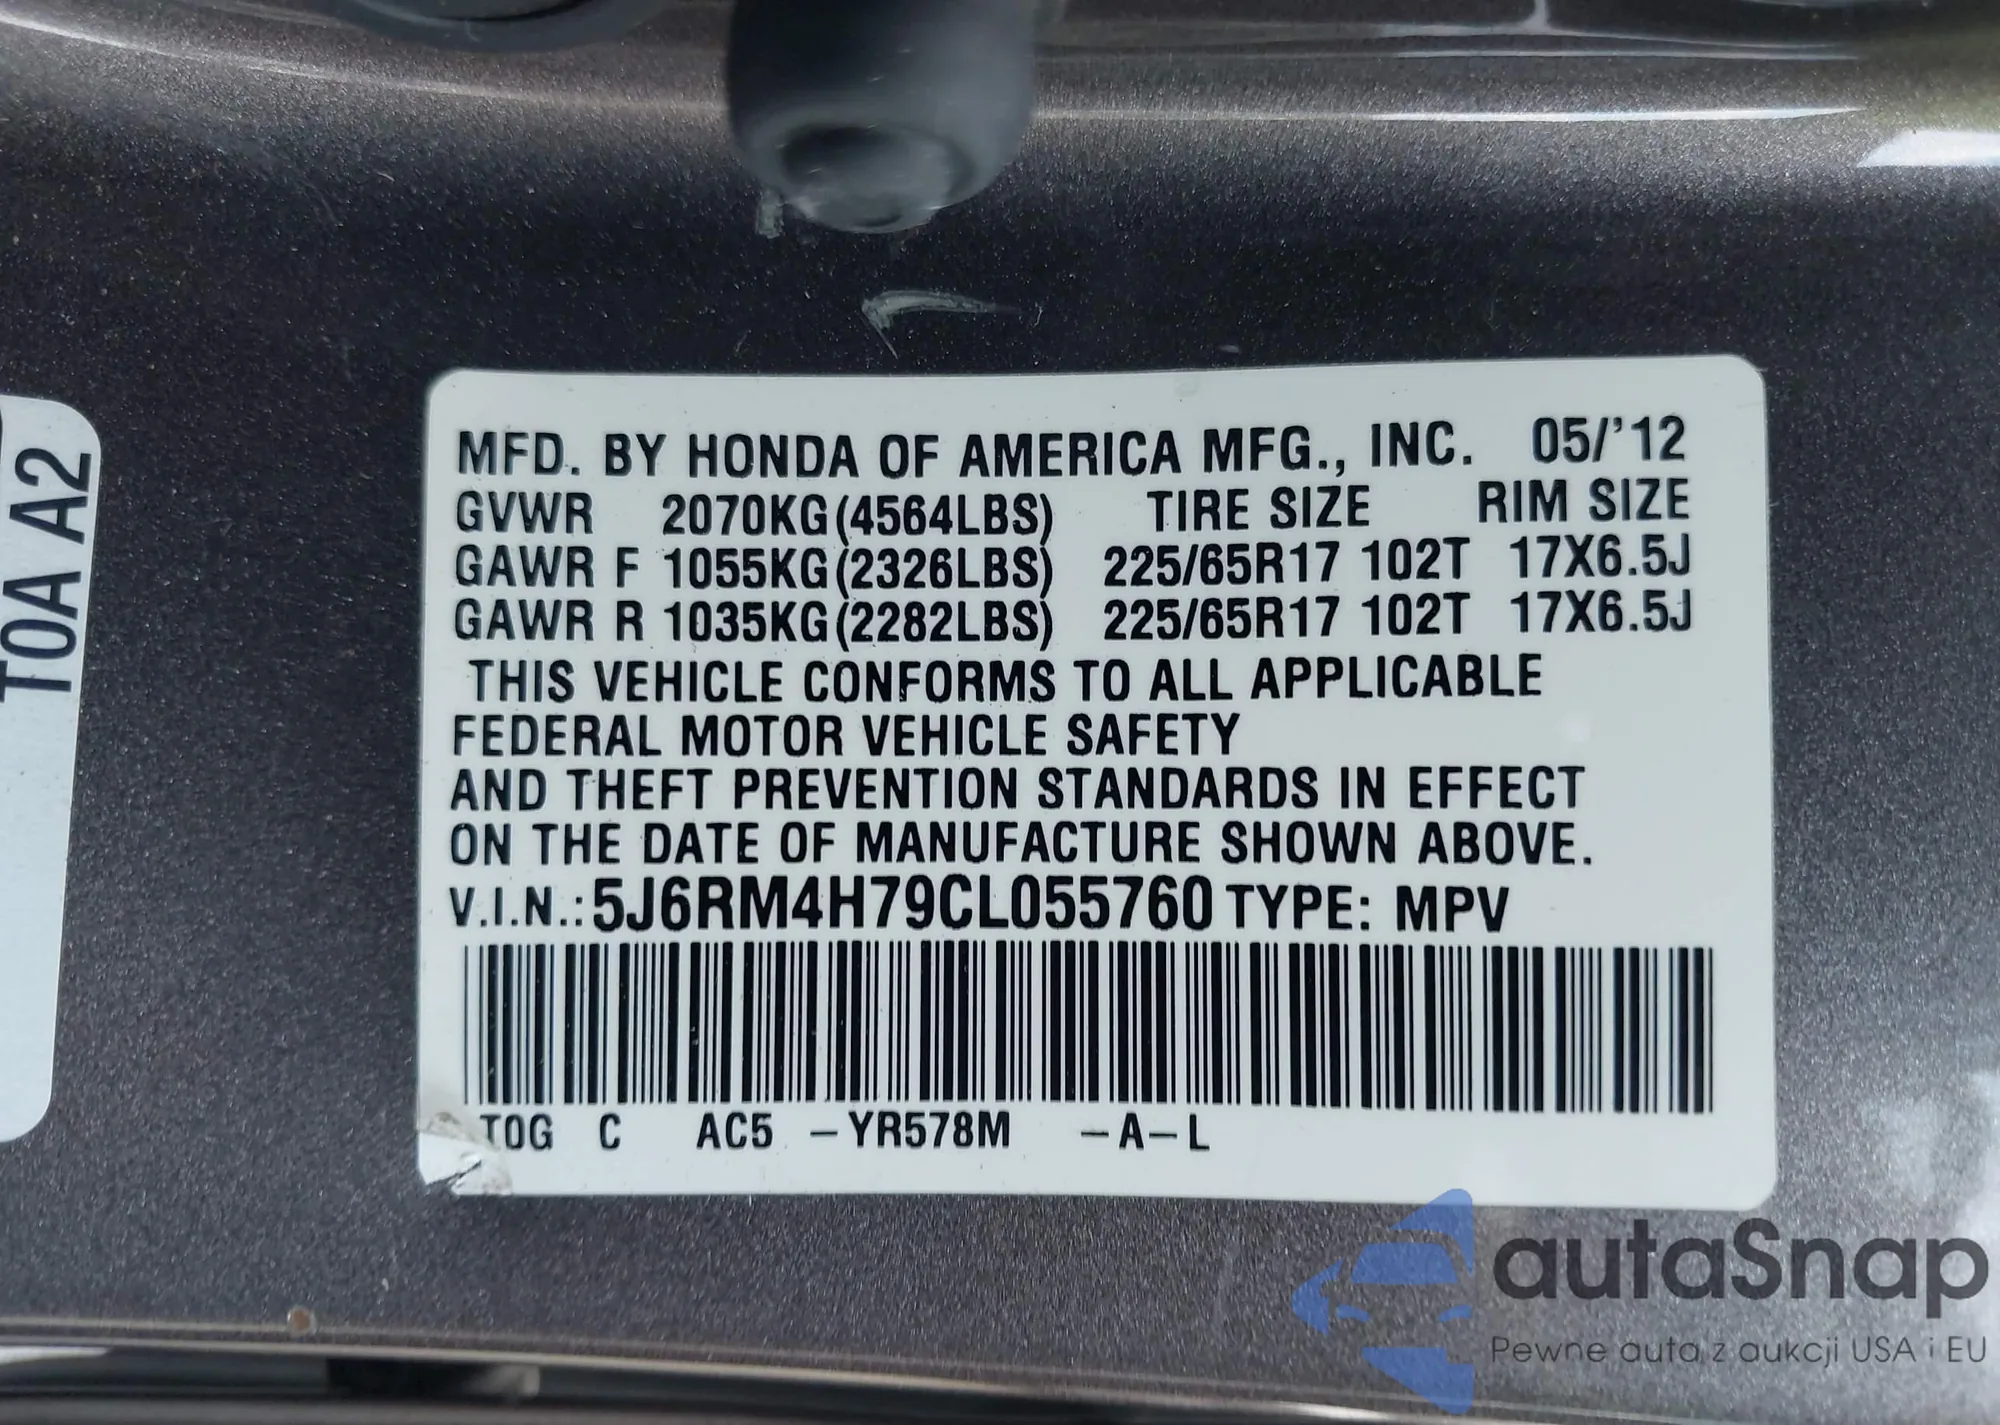 MFD. BY HONDA OF AMERICA MFG., INC. 05/'12
GVWR 2070KG(4564LBS) TIRE SIZE RIM SIZE
GAWR F 1055KG(2326LBS) 225/65R17 102T 17X6.5J
GAWR R 1035KG(2282LBS) 225/65R17 102T 17X6.5J
THIS VEHICLE CONFORMS TO ALL APPLICABLE
FEDERAL MOTOR VEHICLE SAFETY
AND THEFT PREVENTION STANDARDS IN EFFECT
ON THE DATE OF MANUFACTURE SHOWN ABOVE.
V.I.N.:5J6RM4H79CL055760 TYPE: MPV
T0G C AC5 -YR578M -A-L
T0A A2
autaSnap
Pewne auta z aukcji USA i EU